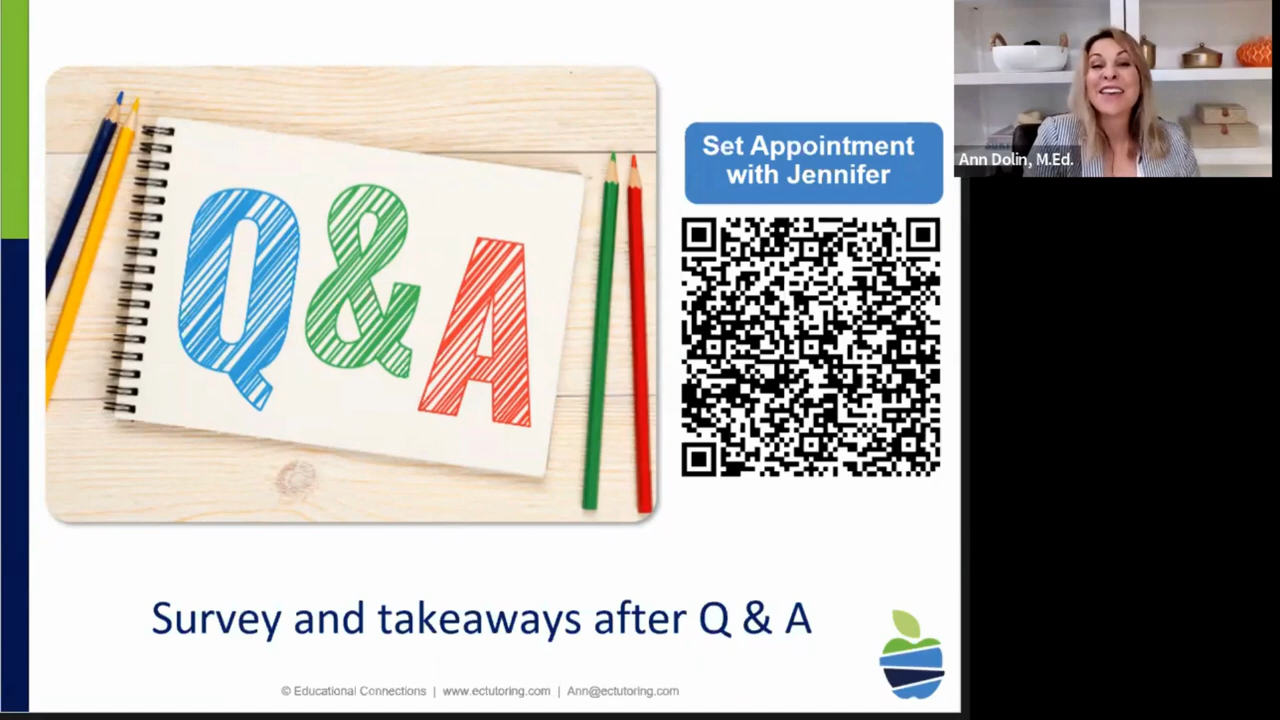 Q&A
Set Appointment
with Jennifer
Ann Dolin, M.Ed.
Survey and takeaways after Q & A
© Educational Connections | www.ectutoring.com | Ann@ectutoring.com